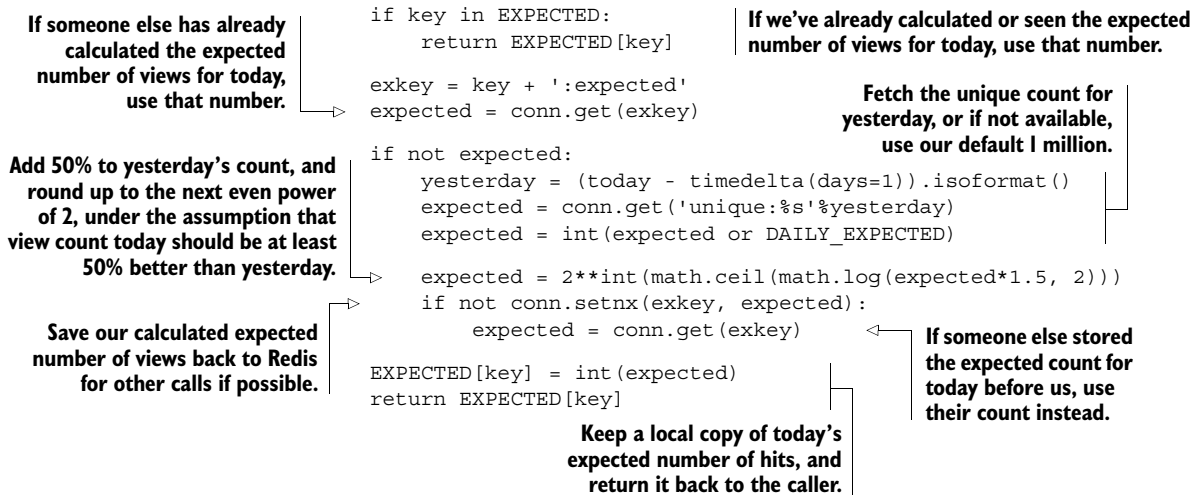 if key in EXPECTED:
    return EXPECTED[key]
If we've already calculated or seen the expected
number of views for today, use that number.
If someone else has already
calculated the expected
number of views for today,
use that number.
exkey = key + ':expected'
expected = conn.get(exkey)
Fetch the unique count for
yesterday, or if not available,
use our default 1 million.
if not expected:
    yesterday = (today - timedelta(days=1)).isoformat()
    expected = conn.get('unique:%s'%yesterday)
    expected = int(expected or DAILY_EXPECTED)
Add 50% to yesterday's count, and
round up to the next even power
of 2, under the assumption that
view count today should be at least
50% better than yesterday.
    expected = 2**int(math.ceil(math.log(expected*1.5, 2)))
    if not conn.setnx(exkey, expected):
        expected = conn.get(exkey)
Save our calculated expected
number of views back to Redis
for other calls if possible.
If someone else stored
the expected count for
today before us, use
their count instead.
EXPECTED[key] = int(expected)
return EXPECTED[key]
Keep a local copy of today's
expected number of hits, and
return it back to the caller.